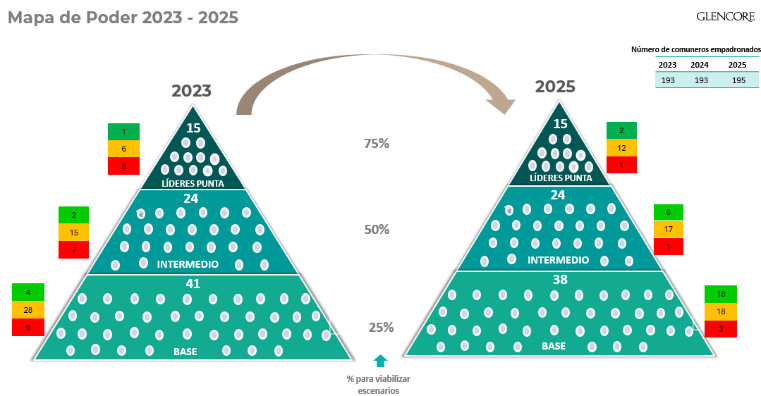 Mapa de Poder 2023 - 2025
GLENCORE
Número de comuneros empadronados
2023 2024 2025
193 193 195
2023
15
LÍDERES PUNTA
24
INTERMEDIO
41
BASE
1
6
8
2
15
7
4
28
9
75%
50%
25%
% para viabilizar
escenarios
2025
15
LÍDERES PUNTA
24
INTERMEDIO
38
BASE
2
12
1
6
17
1
18
18
2